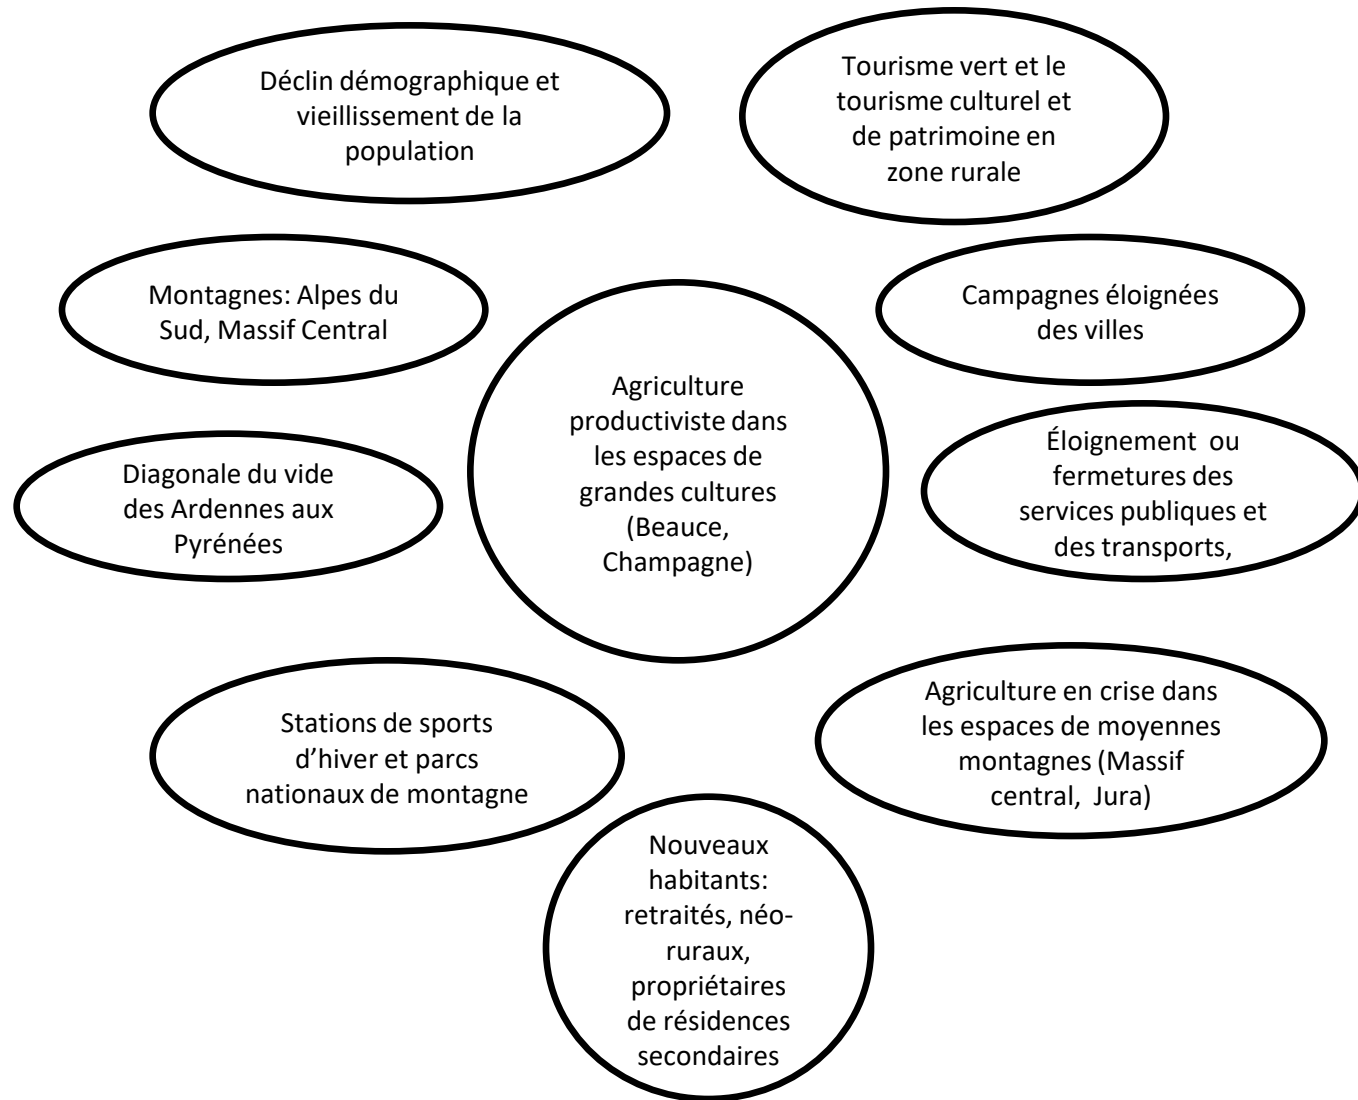 Déclin démographique et
vieillissement de la
population
Tourisme vert et le
tourisme culturel et
de patrimoine en
zone rurale
Montagnes: Alpes du
Sud, Massif Central
Campagnes éloignées
des villes
Agriculture
productiviste dans
les espaces de
grandes cultures
(Beauce,
Champagne)
Diagonale du vide
des Ardennes aux
Pyrénées
Éloignement ou
fermetures des
services publiques et
des transports,
Stations de sports
d’hiver et parcs
nationaux de montagne
Agriculture en crise dans
les espaces de moyennes
montagnes (Massif
central, Jura)
Nouveaux
habitants:
retraités, néo-
ruraux,
propriétaires
de résidences
secondaires